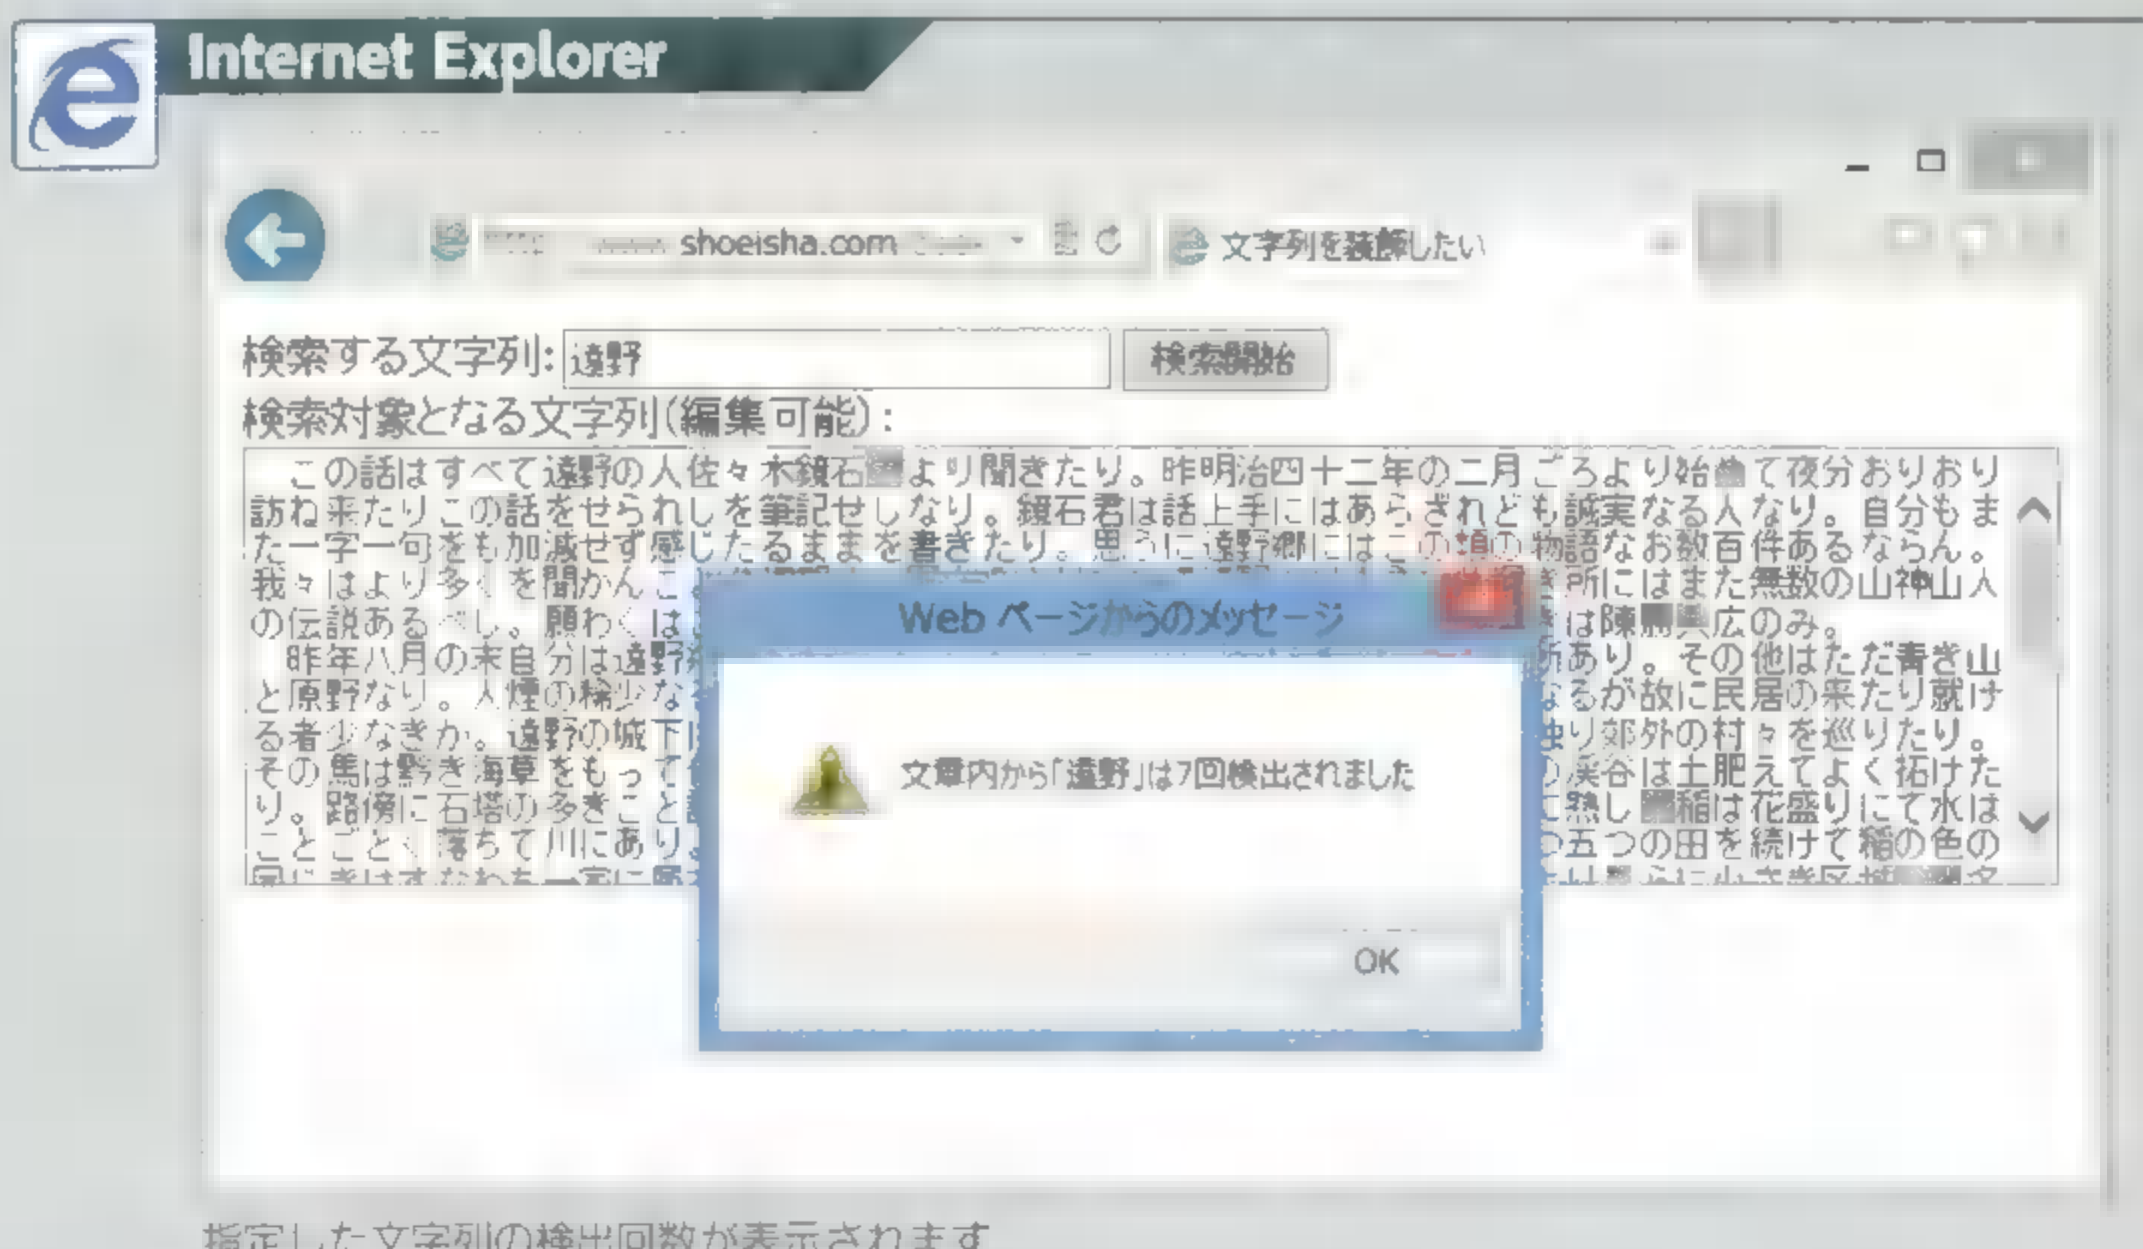 Internet Explorer
shoeisha.com
文字列を装飾したい
検索する文字列: 遠野
検索開始
検索対象となる文字列(編集可能):
この話はすべて遠野の人佐々木鏡石より聞きたり。昨明治四十二年の二月ごろより始めて夜分おりおり
訪ね来たりこの話をせられしを筆記せしなり。鏡石君は話上手にはあらざれども誠実なる人なり。自分もま
た一字一句をも加減せず感じたるままを書きたり。思うに遠野郷にはこの類の物語なお数百件あるならん。
我々はより多くを聞かんこ 所にはまた無数の山神山人
の伝説あるべし。願わくは は陳 広のみ。
昨年八月の末自分は遠野 あり。その他はただ青き山
と原野なり。人煙の稀少な るが故に民居の来たり就け
る者少なきか。遠野の城下 り郊外の村々を巡りたり。
その馬は黔き海草をもって 渓谷は土肥えてよく拓けた
り。路傍に石塔の多きこと 熟し 稲は花盛りにて水は
ことごとく落ちて川にあり。 五つの田を続けて稲の色の
Web ページからのメッセージ
文章内から「遠野」は7回検出されました
OK
指定した文字列の検出回数が表示されます